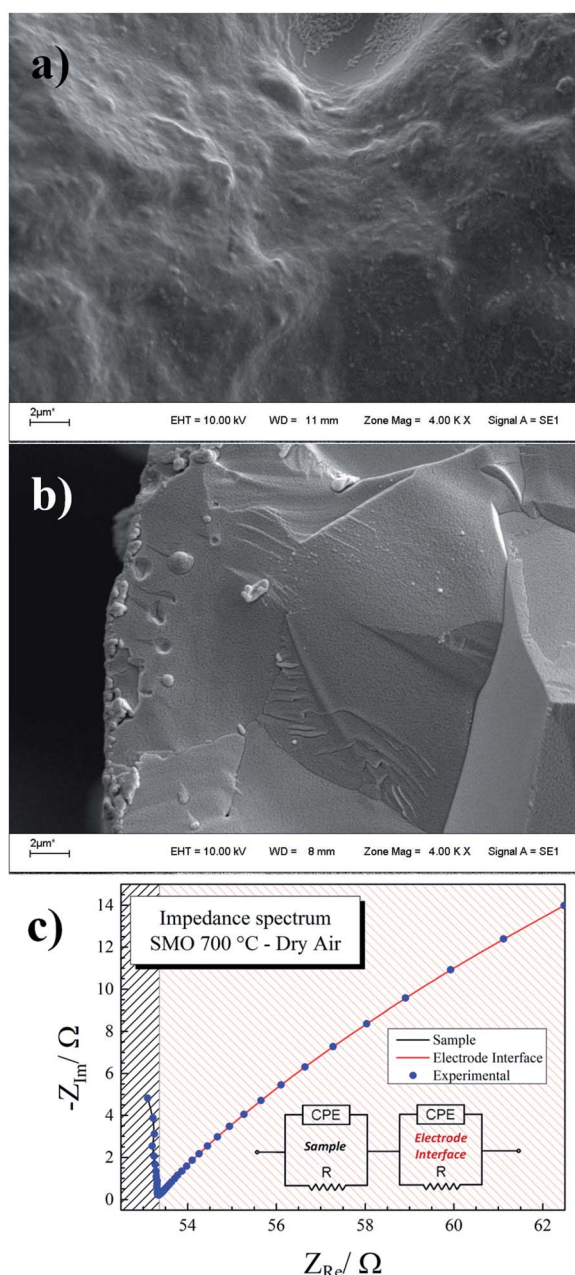 a)
2µm*
EHT = 10.00 kV WD = 11 mm Zone Mag = 4.00 K X Signal A = SE1
b)
2µm*
EHT = 10.00 kV WD = 8 mm Zone Mag = 4.00 K X Signal A = SE1
c)
Impedance spectrum
SMO 700 °C - Dry Air
14
12
10
8
6
4
2
0
-Z_Im/ Ω
Sample
Electrode Interface
Experimental
CPE
Sample
R
CPE
Electrode
Interface
R
54 56 58 60 62
Z_Re/ Ω